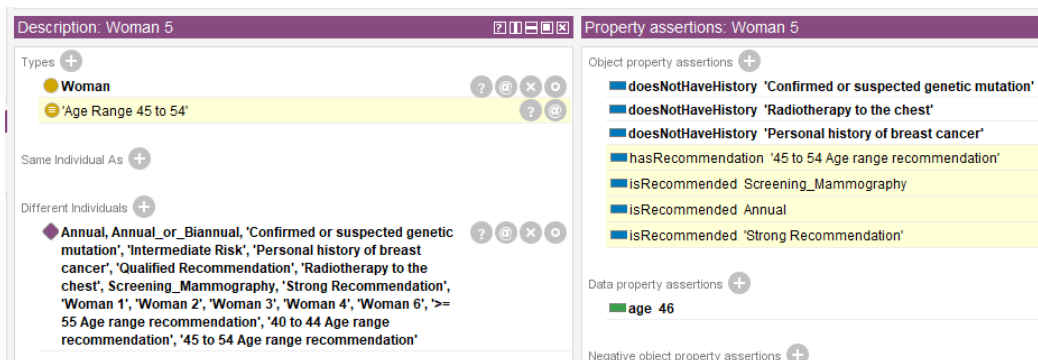 Description: Woman 5
Types
Woman
'Age Range 45 to 54'
Same Individual As
Different Individuals
Annual, Annual_or_Biannual, 'Confirmed or suspected genetic
mutation', 'Intermediate Risk', 'Personal history of breast
cancer', 'Qualified Recommendation', 'Radiotherapy to the
chest', Screening_Mammography, 'Strong Recommendation',
'Woman 1', 'Woman 2', 'Woman 3', 'Woman 4', 'Woman 6', '>=
55 Age range recommendation', '40 to 44 Age range
recommendation', '45 to 54 Age range recommendation'
Property assertions: Woman 5
Object property assertions
doesNotHaveHistory 'Confirmed or suspected genetic mutation'
doesNotHaveHistory 'Radiotherapy to the chest'
doesNotHaveHistory 'Personal history of breast cancer'
hasRecommendation '45 to 54 Age range recommendation'
isRecommended Screening_Mammography
isRecommended Annual
isRecommended 'Strong Recommendation'
Data property assertions
age 46
Negative object property assertions